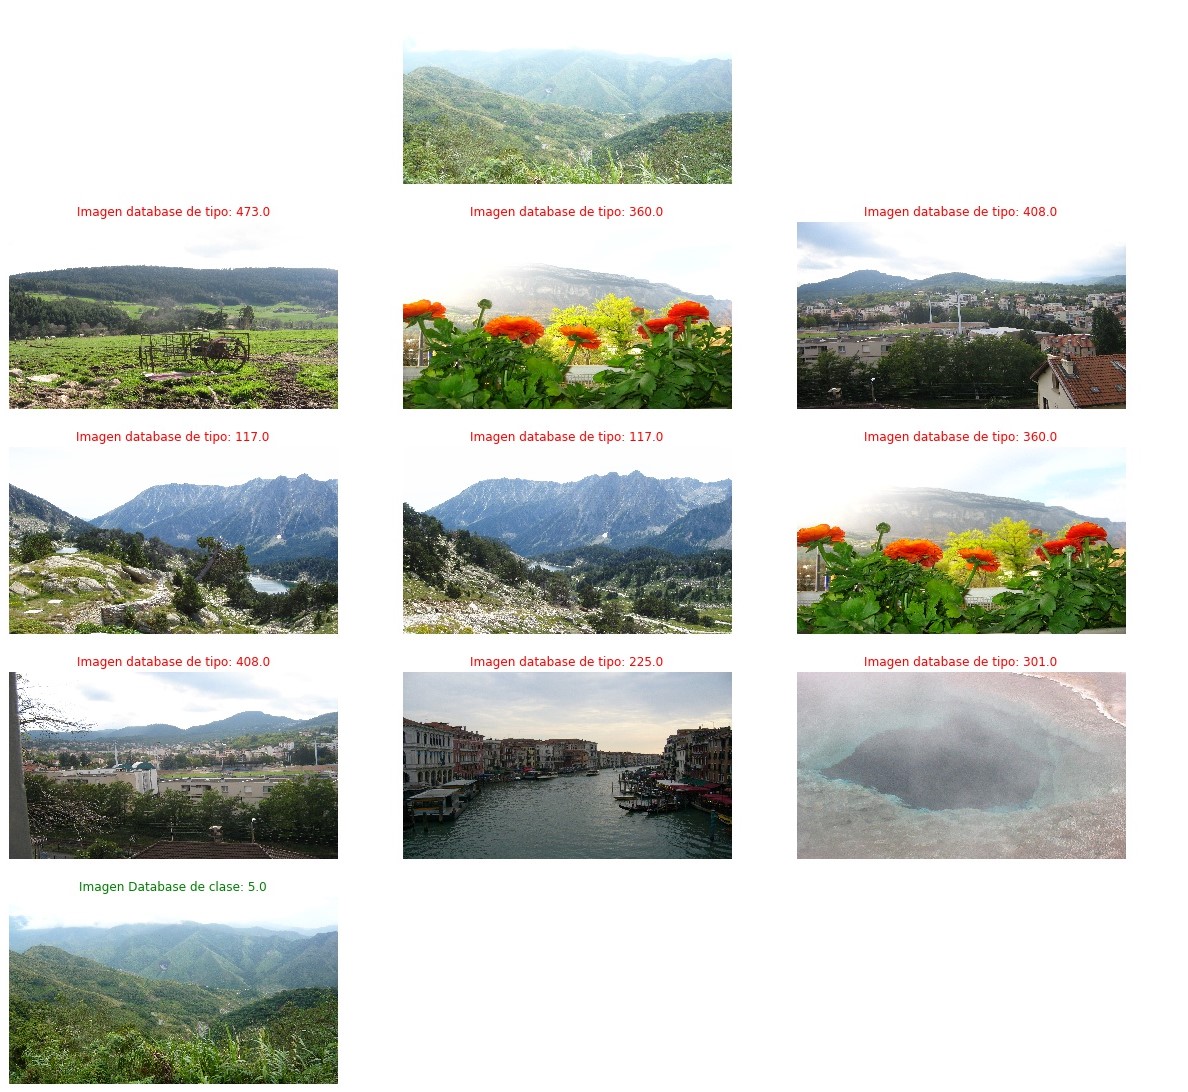 Imagen database de tipo: 473.0
Imagen database de tipo: 360.0
Imagen database de tipo: 408.0
Imagen database de tipo: 117.0
Imagen database de tipo: 117.0
Imagen database de tipo: 360.0
Imagen database de tipo: 408.0
Imagen database de tipo: 225.0
Imagen database de tipo: 301.0
Imagen Database de clase: 5.0